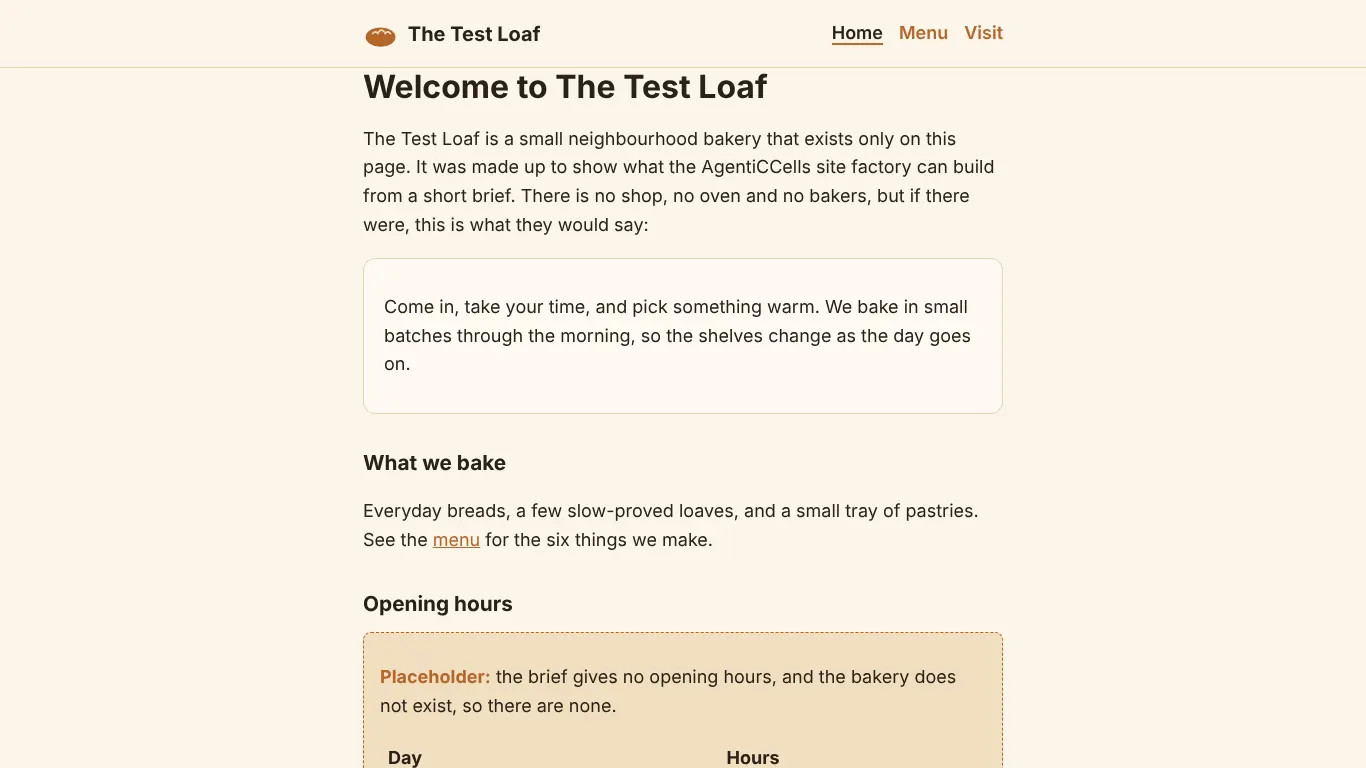 The Test Loaf
Home Menu Visit
Welcome to The Test Loaf
The Test Loaf is a small neighbourhood bakery that exists only on this
page. It was made up to show what the AgentiCCells site factory can build
from a short brief. There is no shop, no oven and no bakers, but if there
were, this is what they would say:
Come in, take your time, and pick something warm. We bake in small
batches through the morning, so the shelves change as the day goes
on.
What we bake
Everyday breads, a few slow-proved loaves, and a small tray of pastries.
See the menu for the six things we make.
Opening hours
Placeholder: the brief gives no opening hours, and the bakery does
not exist, so there are none.
Day Hours